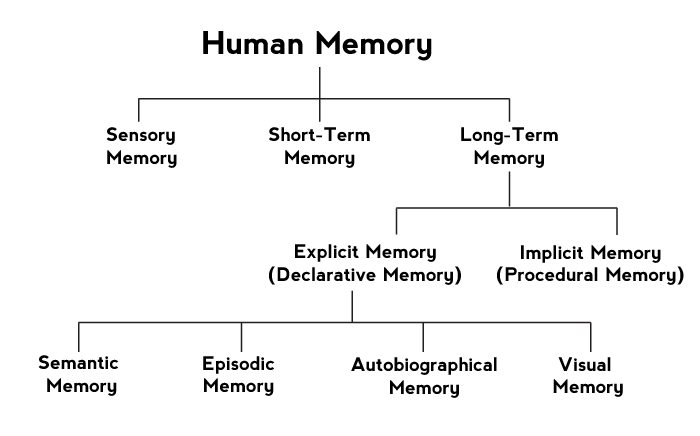 Human Memory
Sensory
Memory
Short-Term
Memory
Long-Term
Memory
Explicit Memory
(Declarative Memory)
Implicit Memory
(Procedural Memory)
Semantic
Memory
Episodic
Memory
Autobiographical
Memory
Visual
Memory